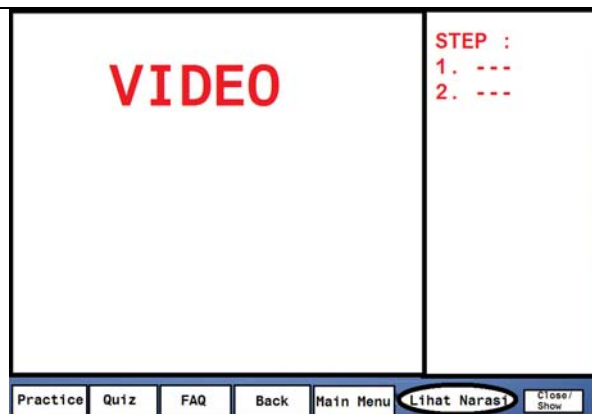 VIDEO
STEP :
1. ---
2. ---
Practice
Quiz
FAQ
Back
Main Menu
Lihat Narasi
Close/
Show